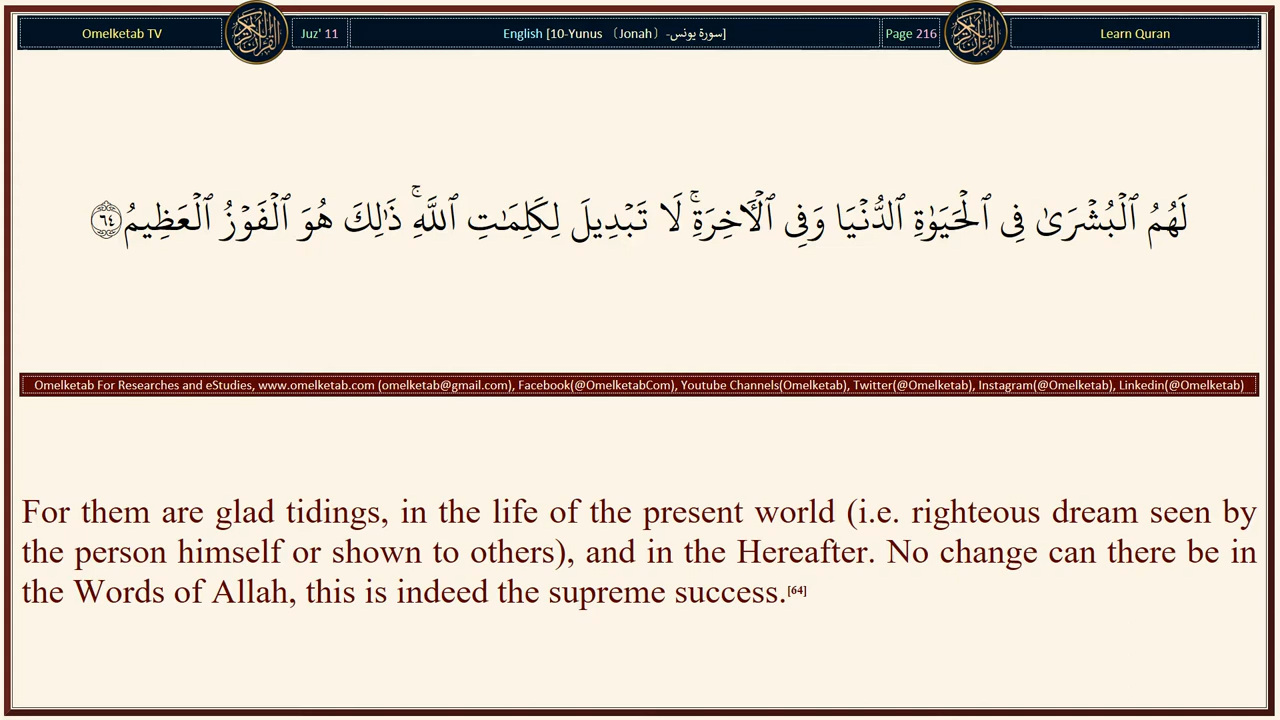 Omelketab TV
Juz' 11
English [10-Yunus (Jonah) -سورة يونس]
Page 216
Learn Quran
لَهُمُ ٱلْبُشْرَىٰ فِى ٱلْحَيَوٰةِ ٱلدُّنْيَا وَفِى ٱلْـَٔاخِرَةِ ۚ لَا تَبْدِيلَ لِكَلِمَـٰتِ ٱللَّهِ ۚ ذَٰلِكَ هُوَ ٱلْفَوْزُ ٱلْعَظِيمُ ٦٤
Omelketab For Researches and eStudies, www.omelketab.com (omelketab@gmail.com), Facebook(@OmelketabCom), Youtube Channels(Omelketab), Twitter(@Omelketab), Instagram(@Omelketab), Linkedin(@Omelketab)
For them are glad tidings, in the life of the present world (i.e. righteous dream seen by
the person himself or shown to others), and in the Hereafter. No change can there be in
the Words of Allah, this is indeed the supreme success.[64]